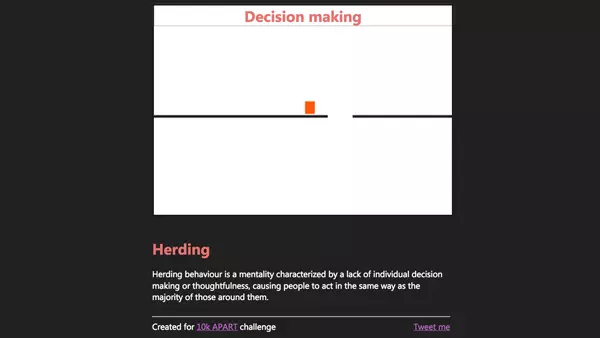 Decision making
Herding
Herding behaviour is a mentality characterized by a lack of individual decision
making or thoughtfulness, causing people to act in the same way as the
majority of those around them.
Created for 10k APART challenge
Tweet me